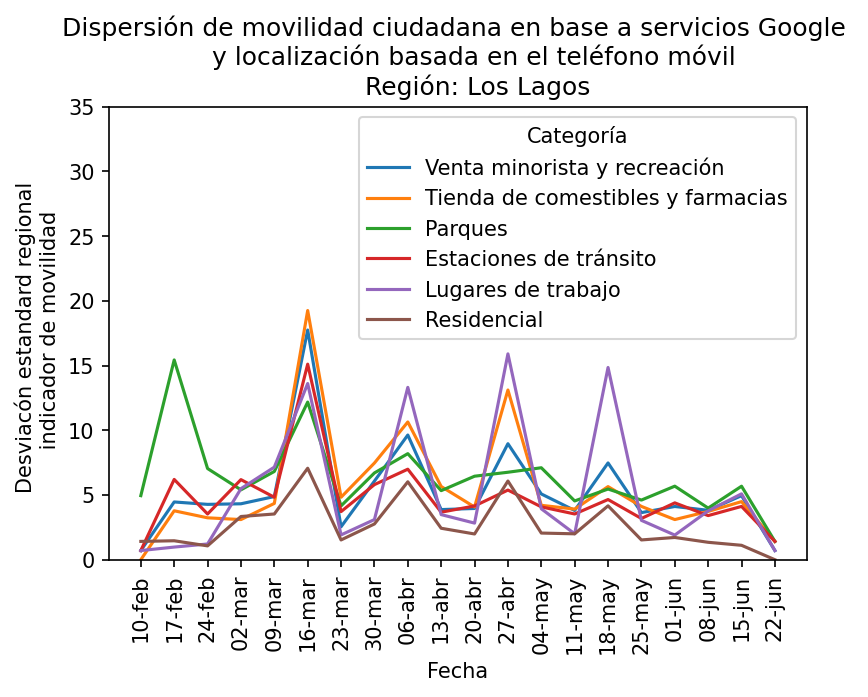 Dispersión de movilidad ciudadana en base a servicios Google
y localización basada en el teléfono móvil
Región: Los Lagos
Desviacón estandard regional
indicador de movilidad
35
30
25
20
15
10
5
0
Categoría
Venta minorista y recreación
Tienda de comestibles y farmacias
Parques
Estaciones de tránsito
Lugares de trabajo
Residencial
10-feb
17-feb
24-feb
02-mar
09-mar
16-mar
23-mar
30-mar
06-abr
13-abr
20-abr
27-abr
04-may
11-may
18-may
25-may
01-jun
08-jun
15-jun
22-jun
Fecha